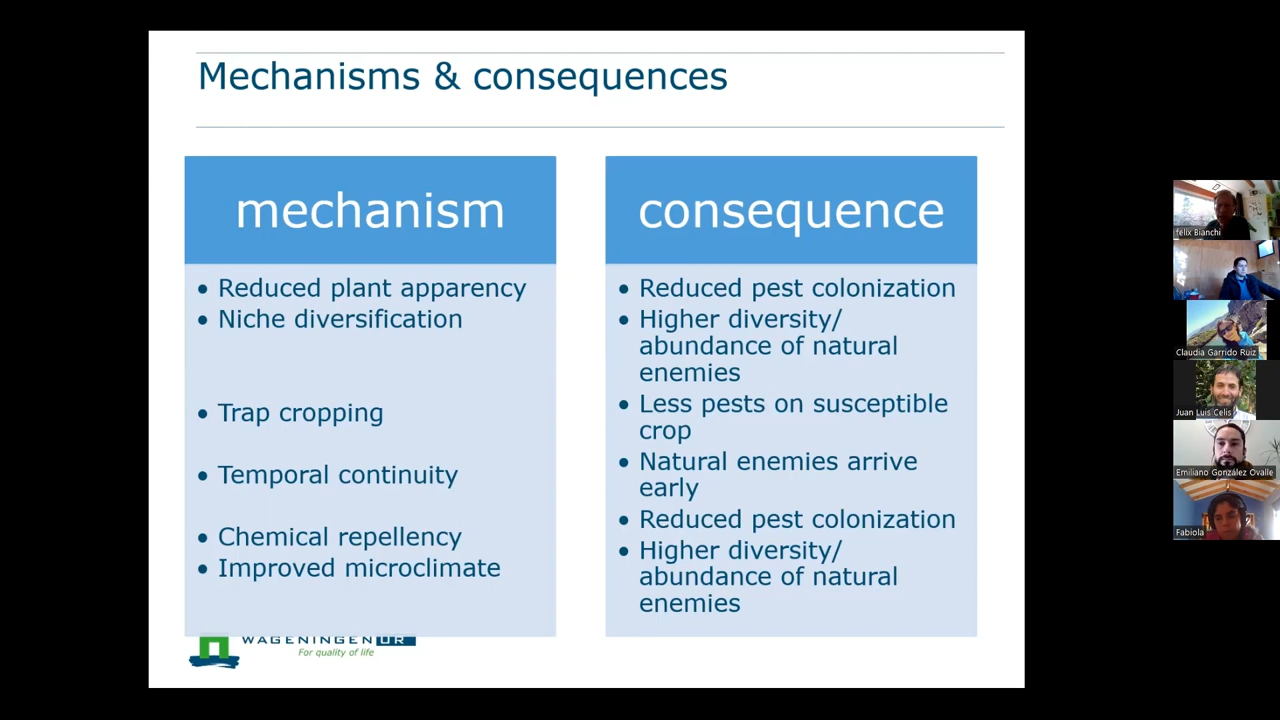 Mechanisms & consequences
mechanism
• Reduced plant apparency
• Niche diversification
• Trap cropping
• Temporal continuity
• Chemical repellency
• Improved microclimate
consequence
• Reduced pest colonization
• Higher diversity/
abundance of natural
enemies
• Less pests on susceptible
crop
• Natural enemies arrive
early
• Reduced pest colonization
• Higher diversity/
abundance of natural
enemies
WAGENINGEN UR
For quality of life
felix Bianchi
Claudia Garrido Ruiz
Juan Luis Celis
Emiliano González Ovalle
Fabiola